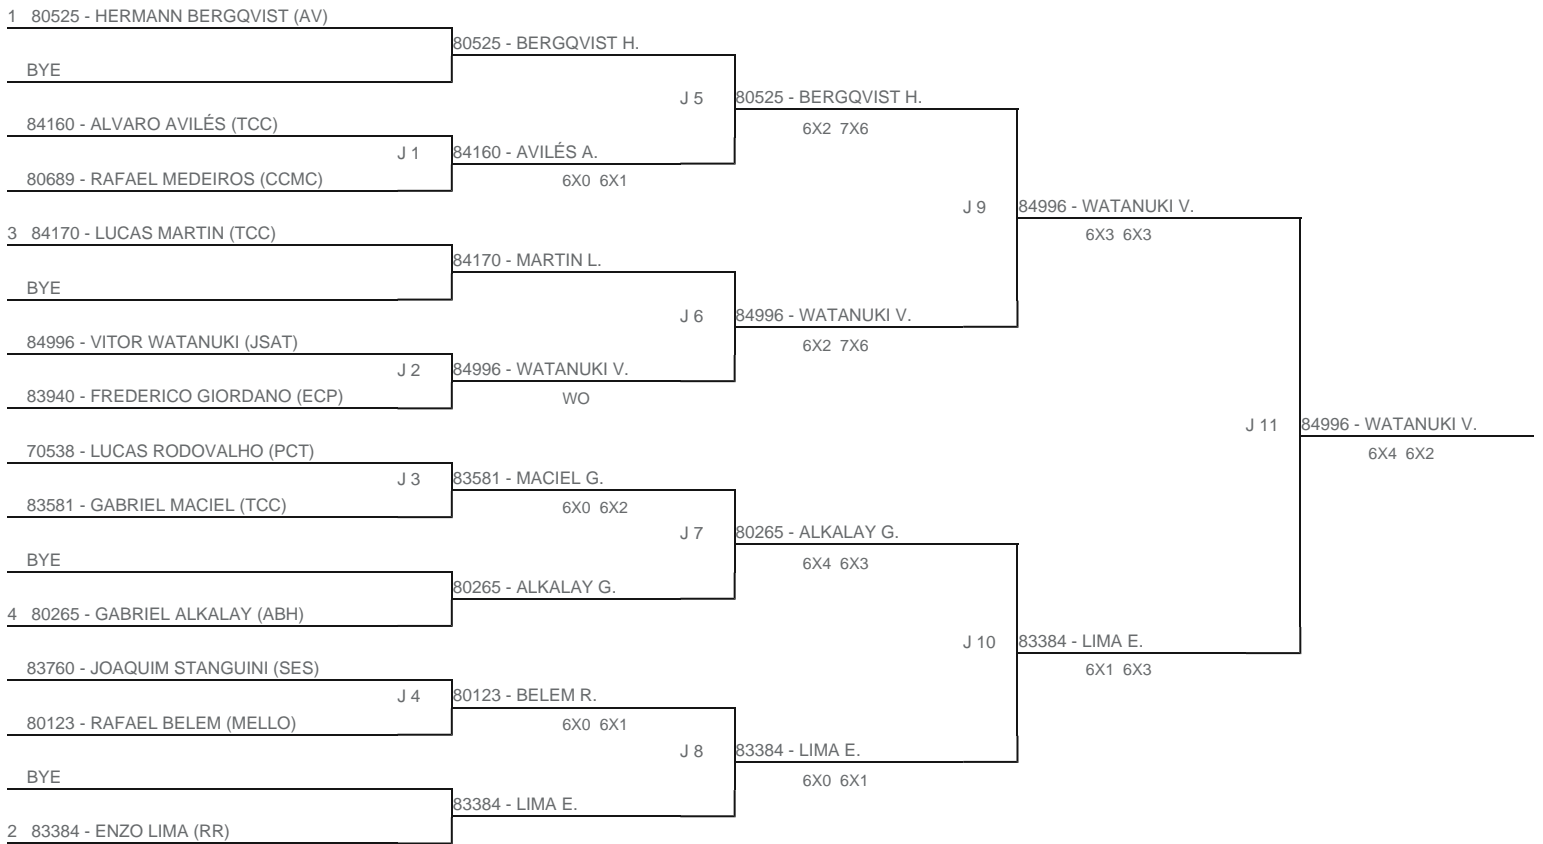 1 80525 - HERMANN BERGQVIST (AV)
80525 - BERGQVIST H.
BYE
J 5
80525 - BERGQVIST H.
6X2 7X6
84160 - ALVARO AVILÉS (TCC)
J 1
84160 - AVILÉS A.
6X0 6X1
80689 - RAFAEL MEDEIROS (CCMC)
J 9
84996 - WATANUKI V.
6X3 6X3
3 84170 - LUCAS MARTIN (TCC)
84170 - MARTIN L.
BYE
J 6
84996 - WATANUKI V.
6X2 7X6
84996 - VITOR WATANUKI (JSAT)
J 2
84996 - WATANUKI V.
WO
83940 - FREDERICO GIORDANO (ECP)
J 11
84996 - WATANUKI V.
6X4 6X2
70538 - LUCAS RODOVALHO (PCT)
J 3
83581 - MACIEL G.
6X0 6X2
83581 - GABRIEL MACIEL (TCC)
J 7
80265 - ALKALAY G.
6X4 6X3
BYE
80265 - ALKALAY G.
4 80265 - GABRIEL ALKALAY (ABH)
J 10
83384 - LIMA E.
6X1 6X3
83760 - JOAQUIM STANGUINI (SES)
J 4
80123 - BELEM R.
6X0 6X1
80123 - RAFAEL BELEM (MELLO)
J 8
83384 - LIMA E.
6X0 6X1
BYE
83384 - LIMA E.
2 83384 - ENZO LIMA (RR)